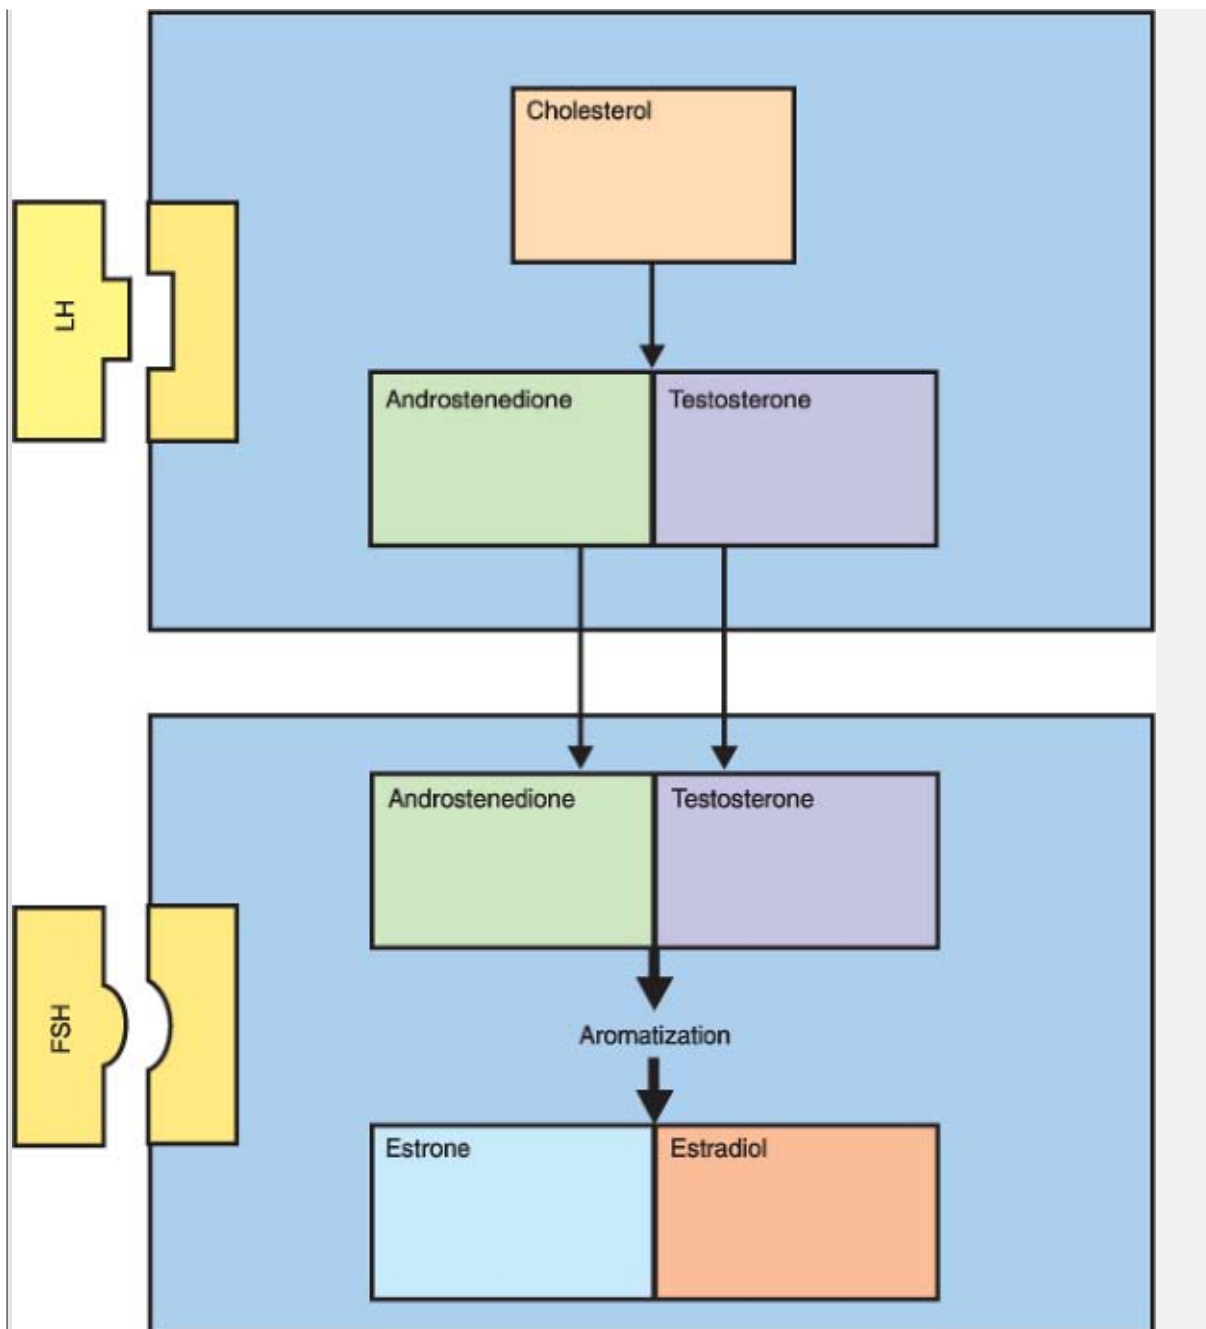 Cholesterol
LH
Androstenedione
Testosterone
Androstenedione
Testosterone
FSH
Aromatization
Estrone
Estradiol